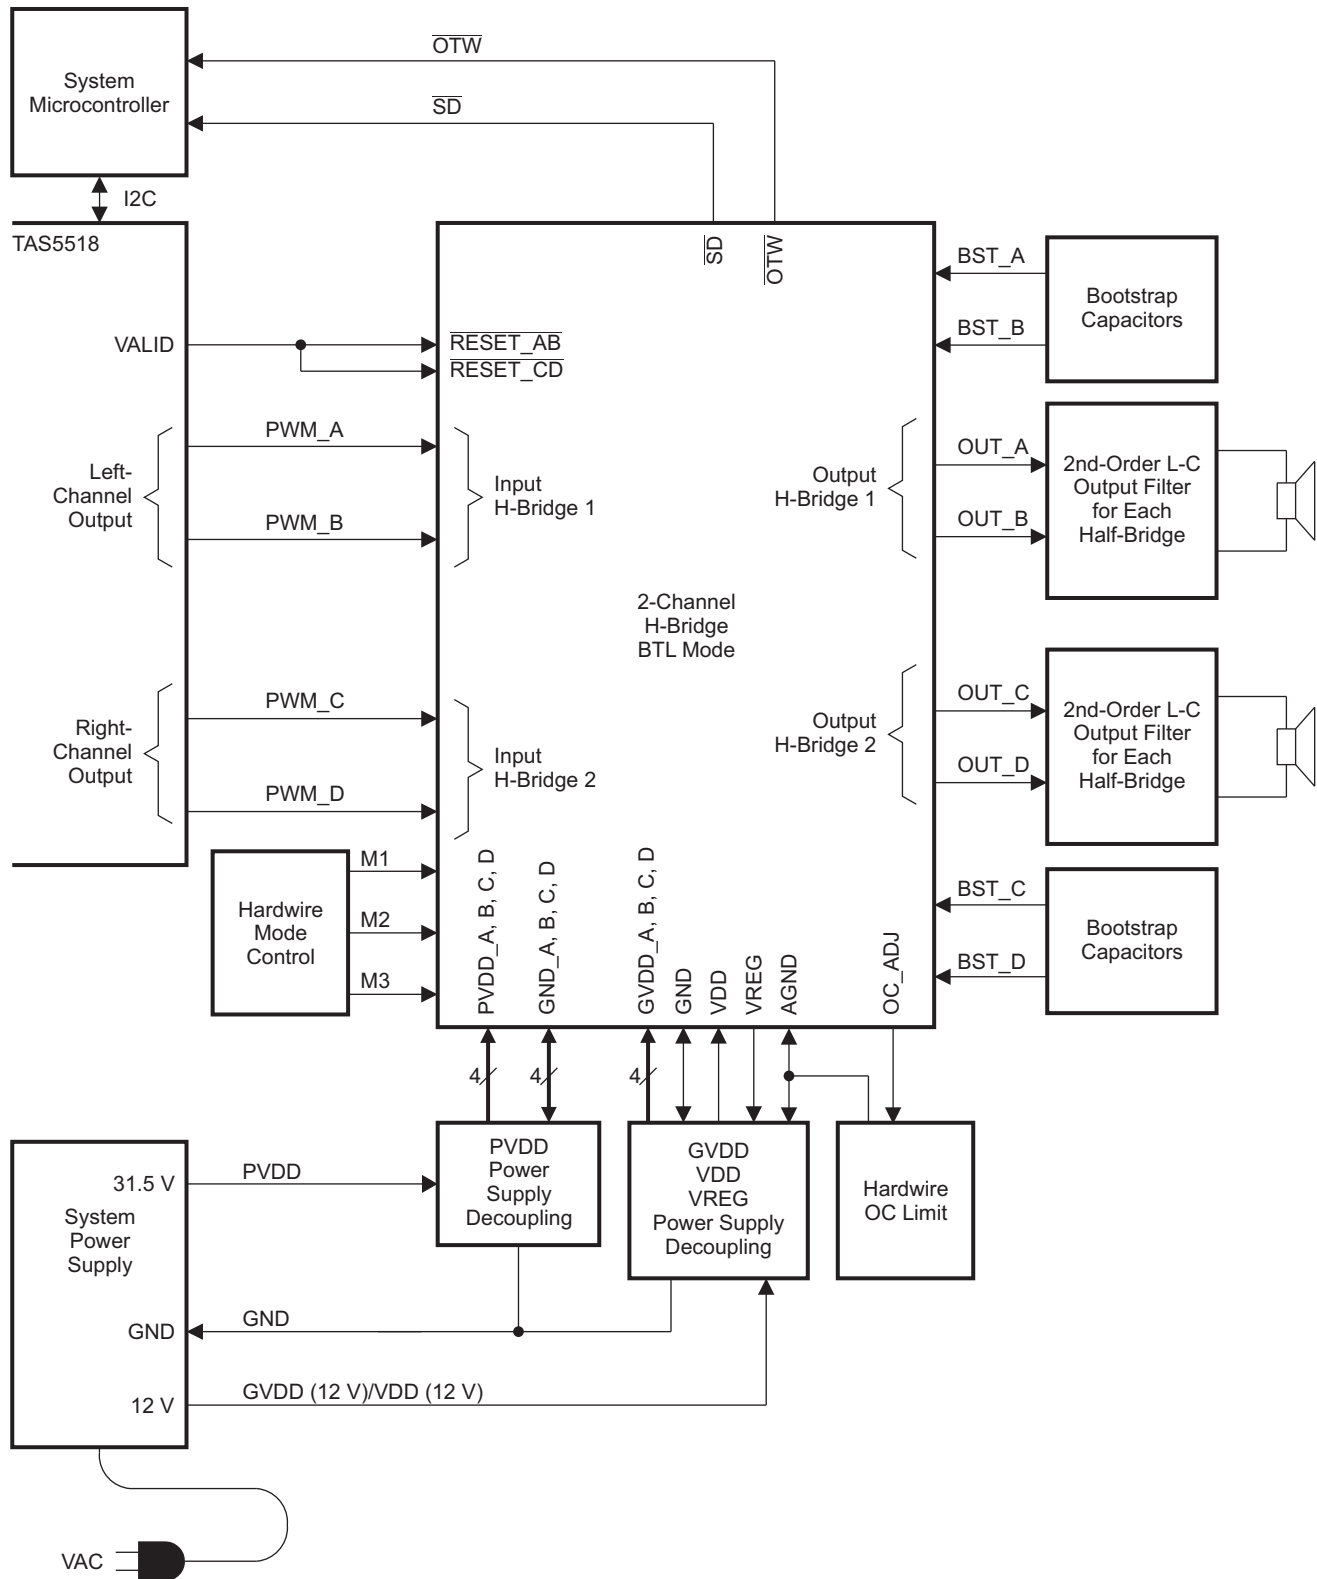 OTW
System
Microcontroller
SD
I2C
TAS5518
SD
OTW
BST_A
Bootstrap
Capacitors
BST_B
VALID
RESET_AB
RESET_CD
PWM_A
Left-
Channel
Output
Input
H-Bridge 1
PWM_B
Output
H-Bridge 1
OUT_A
OUT_B
2nd-Order L-C
Output Filter
for Each
Half-Bridge
2-Channel
H-Bridge
BTL Mode
PWM_C
Right-
Channel
Output
Input
H-Bridge 2
PWM_D
Output
H-Bridge 2
OUT_C
OUT_D
2nd-Order L-C
Output Filter
for Each
Half-Bridge
M1
Hardwire
Mode
Control
M2
M3
PVDD_A, B, C, D
GND_A, B, C, D
GVDD_A, B, C, D
GND
VDD
VREG
AGND
OC_ADJ
BST_C
Bootstrap
Capacitors
BST_D
4
4
4
31.5 V
PVDD
System
Power
Supply
PVDD
Power
Supply
Decoupling
GVDD
VDD
VREG
Power Supply
Decoupling
Hardwire
OC Limit
GND
GND
12 V
GVDD (12 V)/VDD (12 V)
VAC